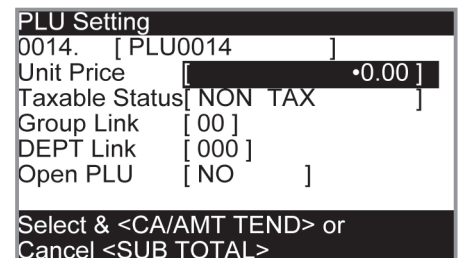 PLU Setting
0014. [ PLU0014 ]
Unit Price [ •0.00 ]
Taxable Status[ NON TAX ]
Group Link [ 00 ]
DEPT Link [ 000 ]
Open PLU [ NO ]
Select & <CA/AMT TEND> or
Cancel <SUB TOTAL>